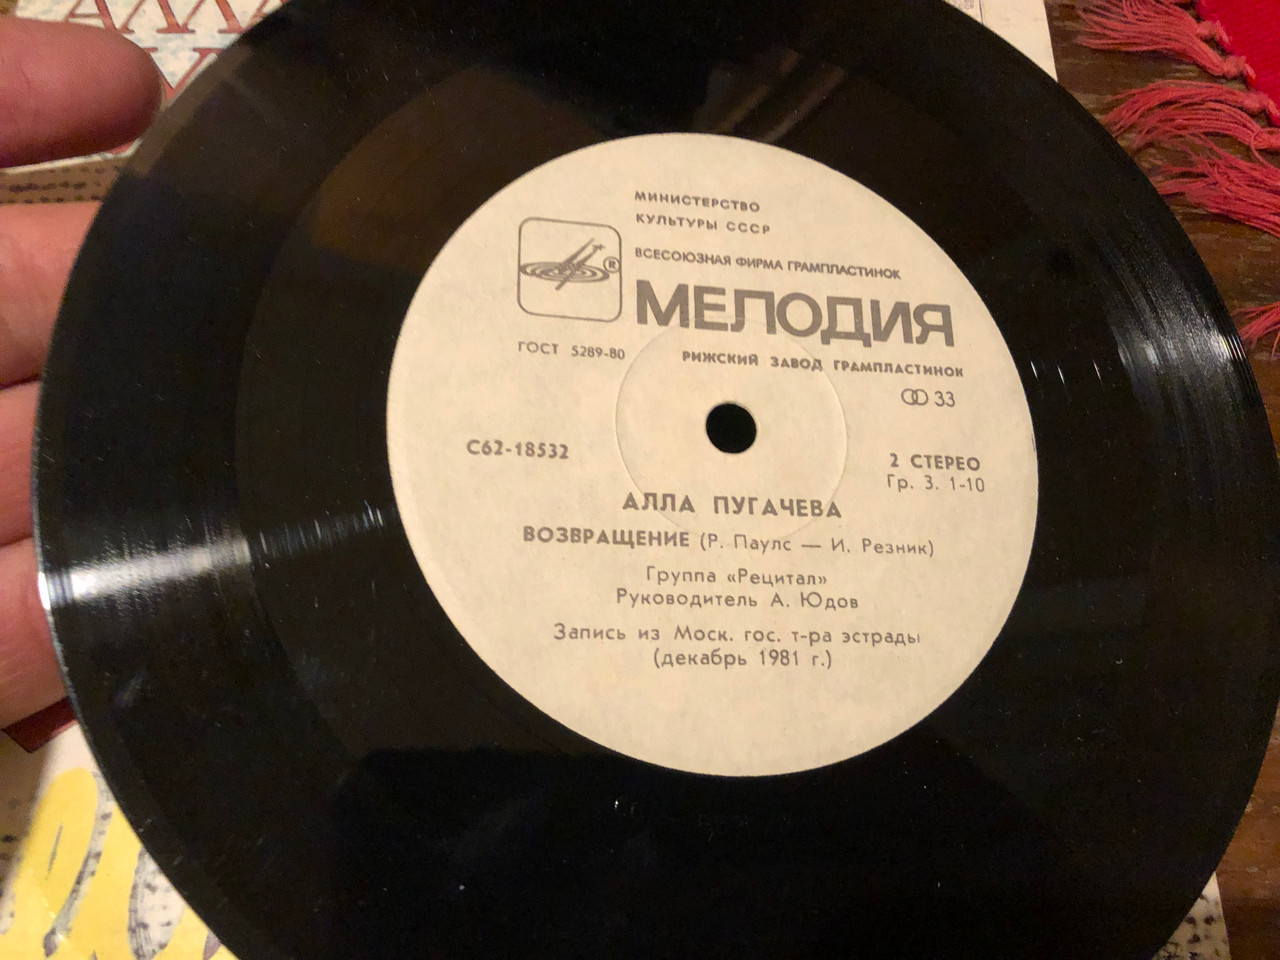 МИНИСТЕРСТВО
КУЛЬТУРЫ СССР
ВСЕСОЮЗНАЯ ФИРМА ГРАМПЛАСТИНОК
®
МЕЛОДИЯ
ГОСТ 5289-80
РИЖСКИЙ ЗАВОД ГРАМПЛАСТИНОК
33
С62-18532
2 СТЕРЕО
Гр. 3. 1-10
АЛЛА ПУГАЧЕВА
ВОЗВРАЩЕНИЕ (Р. Паулс — И. Резник)
Группа «Рецитал»
Руководитель А. Юдов
Запись из Моск. гос. т-ра эстрады
(декабрь 1981 г.)